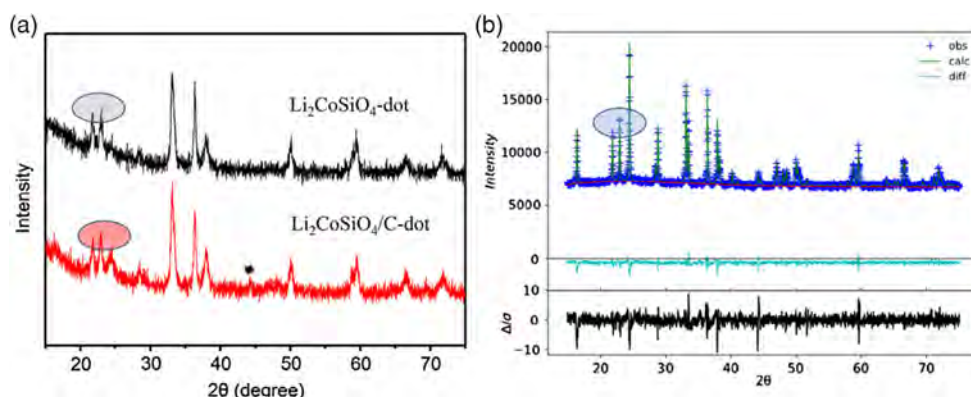 (a)
Li₂CoSiO₄-dot
Li₂CoSiO₄/C-dot
Intensity
20 30 40 50 60 70
2θ (degree)
(b)
obs
calc
diff
20000
15000
10000
5000
0
Intensity
10
0
−10
Δ/σ
20 30 40 50 60 70
2θ